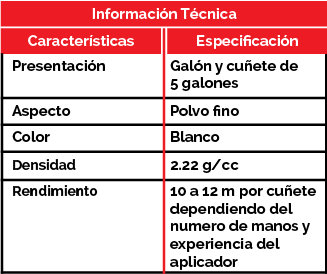 Información Técnica
Características Especificación
Presentación Galón y cuñete de
5 galones
Aspecto Polvo fino
Color Blanco
Densidad 2.22 g/cc
Rendimiento 10 a 12 m por cuñete
dependiendo del
numero de manos y
experiencia del
aplicador